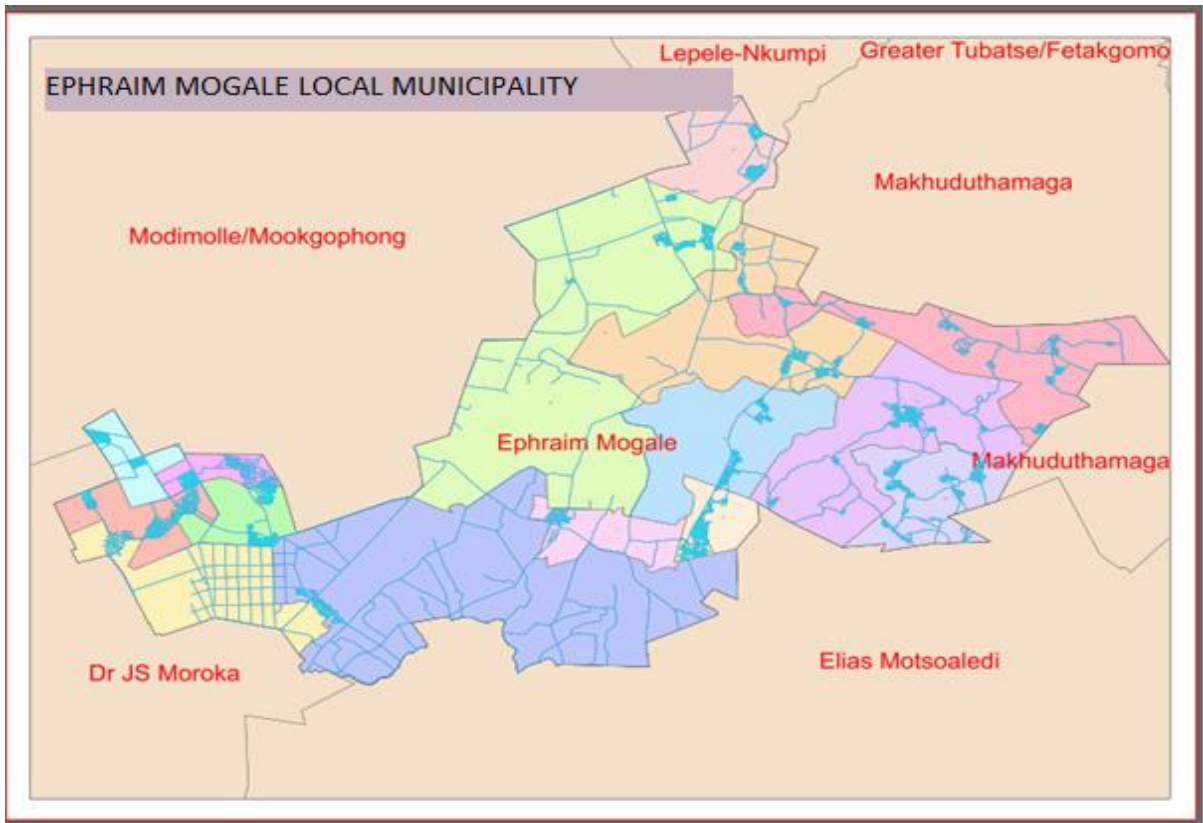 Lepele-Nkumpi
Greater Tubatse/Fetakgomo
EPHRAIM MOGALE LOCAL MUNICIPALITY
Makhuduthamaga
Modimolle/Mookgophong
Ephraim Mogale
Makhuduthamaga
Dr JS Moroka
Elias Motsoaledi